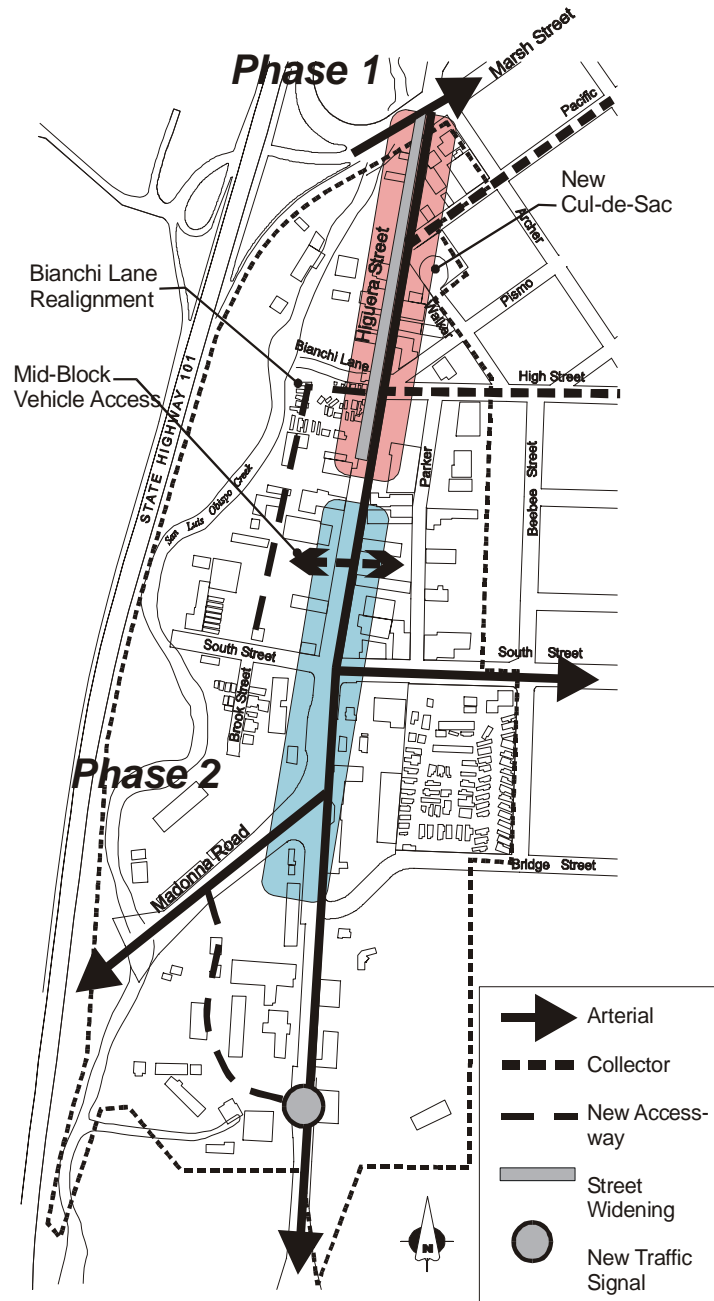 Phase 1
Marsh Street
Pacific
New
Cul-de-Sac
Archer
Bianchi Lane
Realignment
Higuera Street
Walker
Pismo
Bianchi Lane
Mid-Block
Vehicle Access
High Street
STATE HIGHWAY 101
San Luis Obispo Creek
Parker
Beebee Street
South Street
South Street
Brook Street
Phase 2
Madonna Road
Bridge Street
Arterial
Collector
New Access-
way
Street
Widening
New Traffic
Signal
N